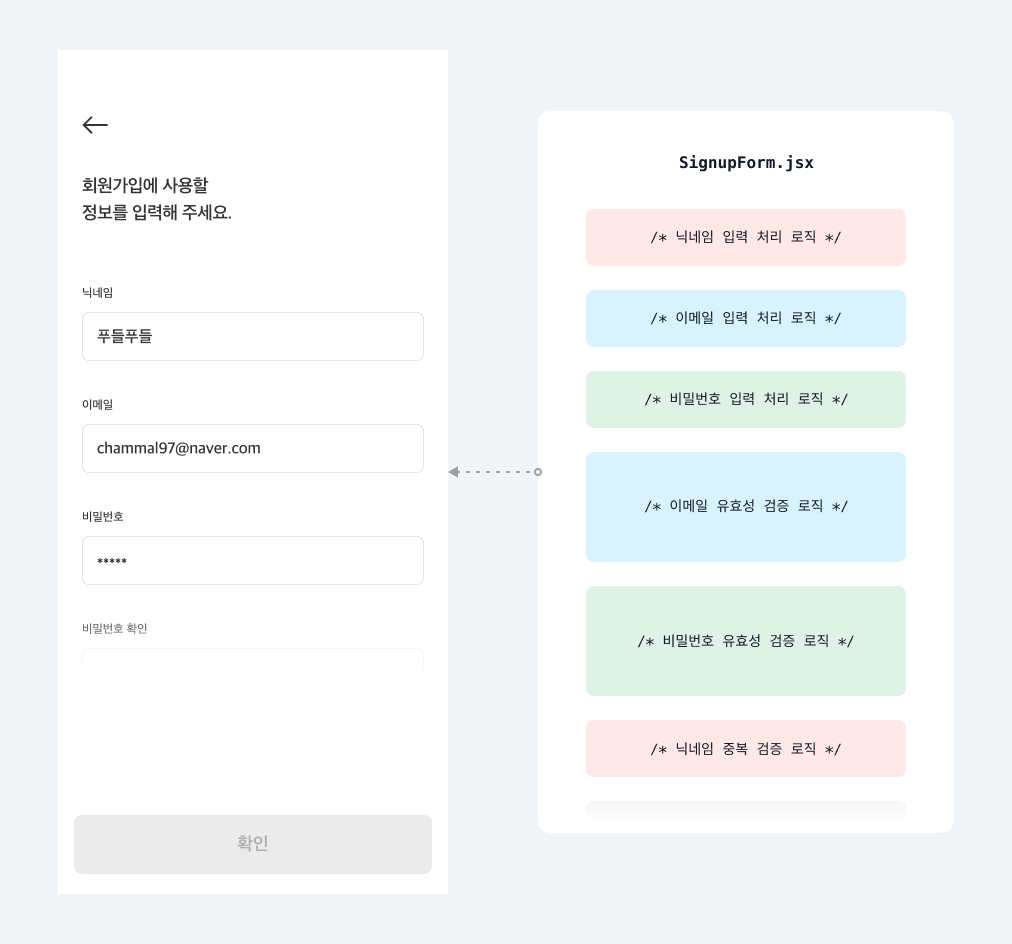 회원가입에 사용할
정보를 입력해 주세요.
닉네임
푸들푸들
이메일
chammal97@naver.com
비밀번호
*****
비밀번호 확인
확인
SignupForm.jsx
/* 닉네임 입력 처리 로직 */
/* 이메일 입력 처리 로직 */
/* 비밀번호 입력 처리 로직 */
/* 이메일 유효성 검증 로직 */
/* 비밀번호 유효성 검증 로직 */
/* 닉네임 중복 검증 로직 */